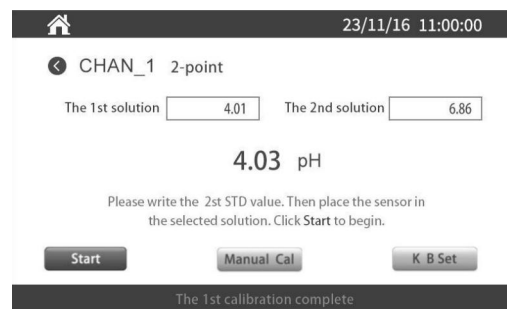 23/11/16 11:00:00
CHAN_1 2-point
The 1st solution 4.01 The 2nd solution 6.86
4.03 pH
Please write the 2st STD value. Then place the sensor in
the selected solution. Click Start to begin.
Start Manual Cal K B Set
The 1st calibration complete